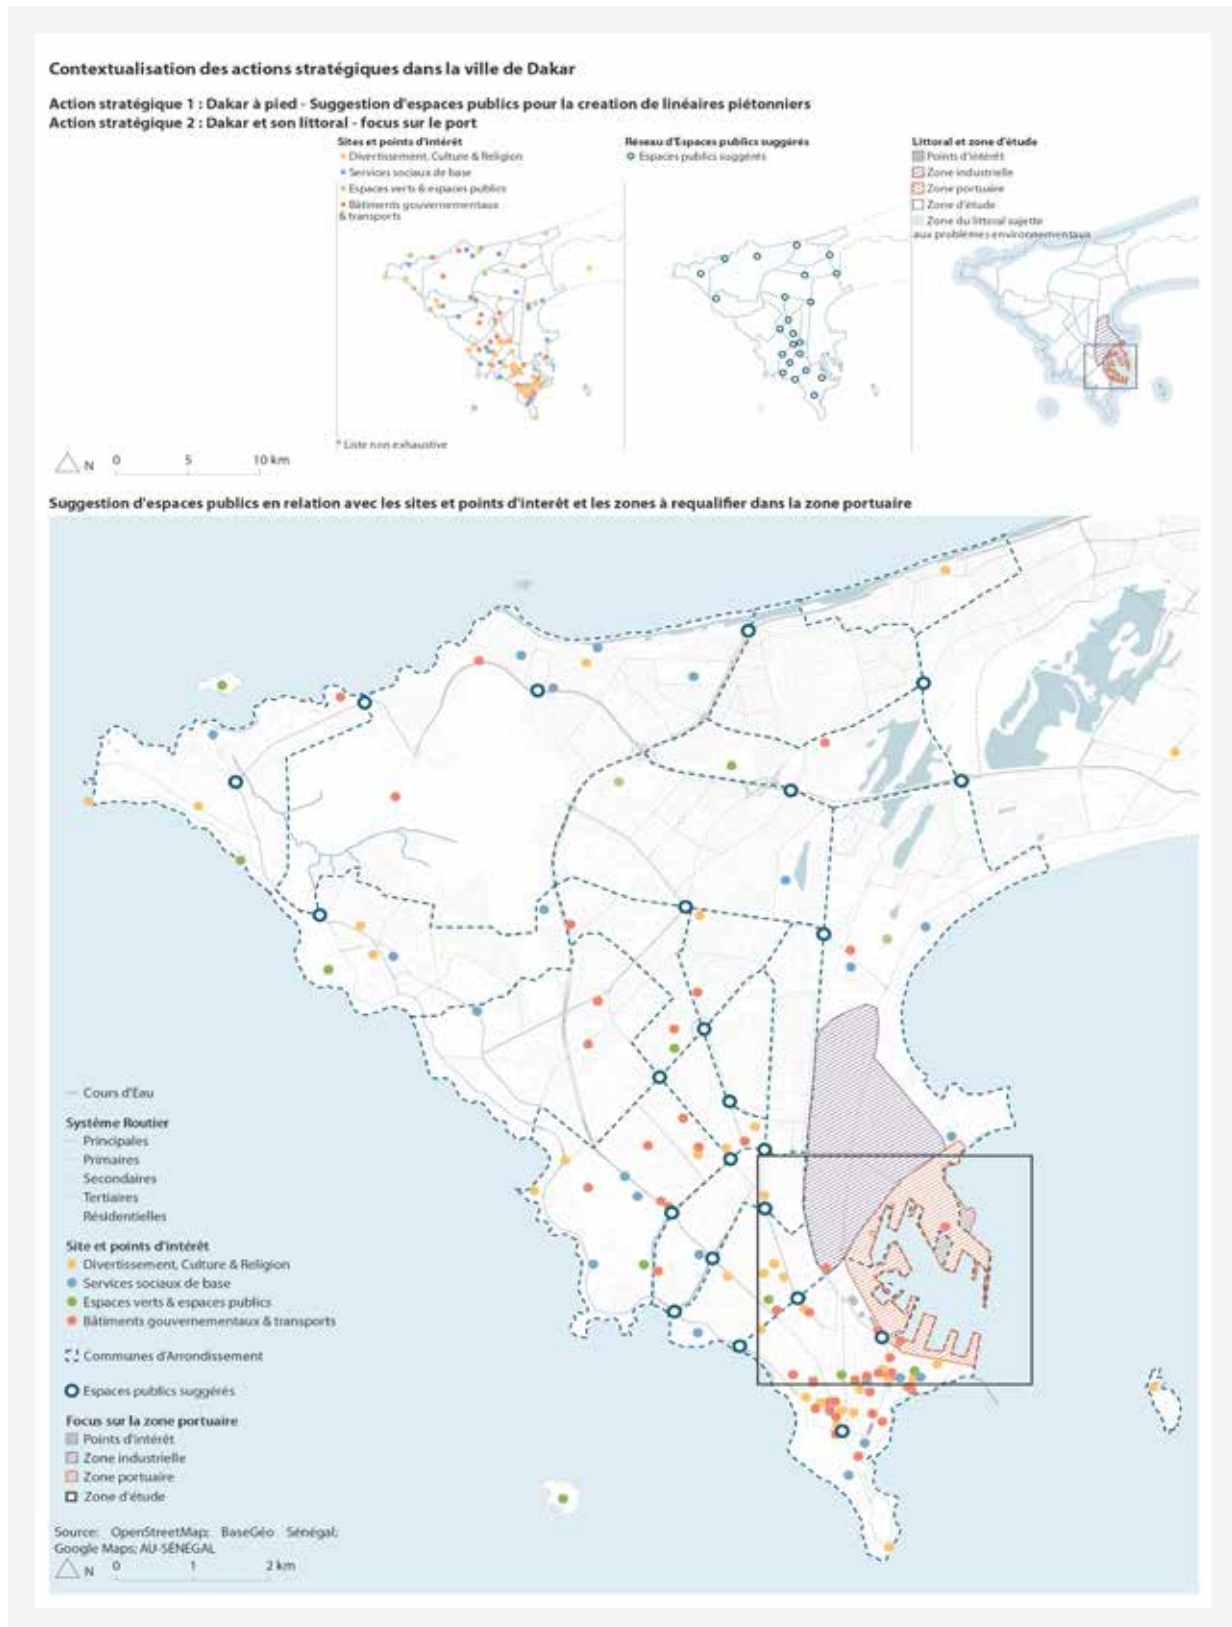 Contextualisation des actions stratégiques dans la ville de Dakar
Action stratégique 1 : Dakar à pied - Suggestion d'espaces publics pour la creation de linéaires piétonniers
Action stratégique 2 : Dakar et son littoral - focus sur le port
Sites et points d'intérêt
Divertissement, Culture & Religion
Services sociaux de base
Espaces verts & espaces publics
Bâtiments gouvernementaux
& transports
* Liste non exhaustive
Réseau d'Espaces publics suggérés
Espaces publics suggérés
Littoral et zone d'étude
Points d'intérêt
Zone industrielle
Zone portuaire
Zone d'étude
Zone du littoral sujette
aux problèmes environnementaux
N 0 5 10 km
Suggestion d'espaces publics en relation avec les sites et points d'interêt et les zones à requalifier dans la zone portuaire
Cours d'Eau
Système Routier
Principales
Primaires
Secondaires
Tertiaires
Résidentielles
Site et points d'intérêt
Divertissement, Culture & Religion
Services sociaux de base
Espaces verts & espaces publics
Bâtiments gouvernementaux & transports
Communes d'Arrondissement
Espaces publics suggérés
Focus sur la zone portuaire
Points d'intérêt
Zone industrielle
Zone portuaire
Zone d'étude
Source: OpenStreetMap; BaseGéo Sénégal;
Google Maps; AU-SENEGAL
N 0 1 2 km